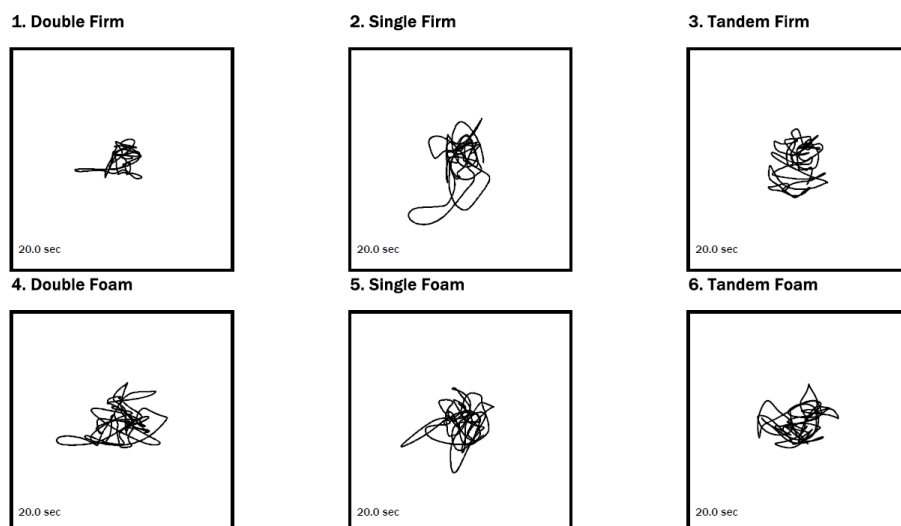 1. Double Firm
2. Single Firm
3. Tandem Firm
20.0 sec
20.0 sec
20.0 sec
4. Double Foam
5. Single Foam
6. Tandem Foam
20.0 sec
20.0 sec
20.0 sec